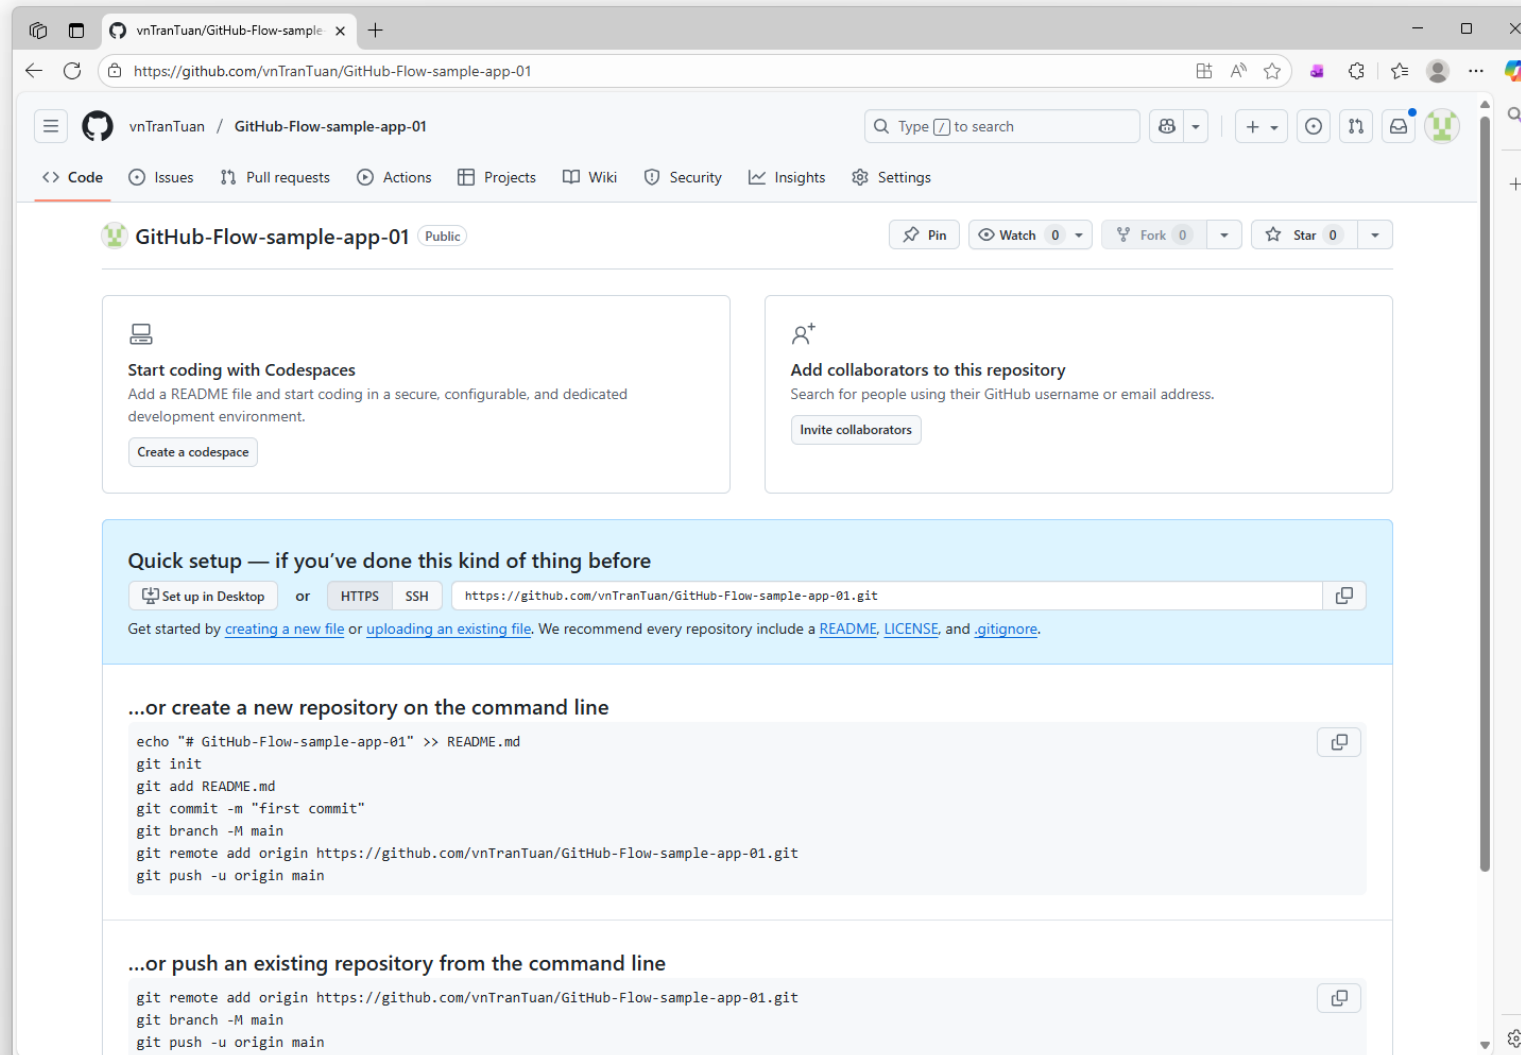 vnTranTuan/GitHub-Flow-sample-
https://github.com/vnTranTuan/GitHub-Flow-sample-app-01
vnTranTuan / GitHub-Flow-sample-app-01
Type / to search
Code Issues Pull requests Actions Projects Wiki Security Insights Settings
GitHub-Flow-sample-app-01 Public Pin Watch 0 Fork 0 Star 0
Start coding with Codespaces
Add a README file and start coding in a secure, configurable, and dedicated
development environment.
Create a codespace
Add collaborators to this repository
Search for people using their GitHub username or email address.
Invite collaborators
Quick setup — if you’ve done this kind of thing before
Set up in Desktop or HTTPS SSH https://github.com/vnTranTuan/GitHub-Flow-sample-app-01.git
Get started by creating a new file or uploading an existing file. We recommend every repository include a README, LICENSE, and .gitignore.
…or create a new repository on the command line
echo "# GitHub-Flow-sample-app-01" >> README.md
git init
git add README.md
git commit -m "first commit"
git branch -M main
git remote add origin https://github.com/vnTranTuan/GitHub-Flow-sample-app-01.git
git push -u origin main
…or push an existing repository from the command line
git remote add origin https://github.com/vnTranTuan/GitHub-Flow-sample-app-01.git
git branch -M main
git push -u origin main